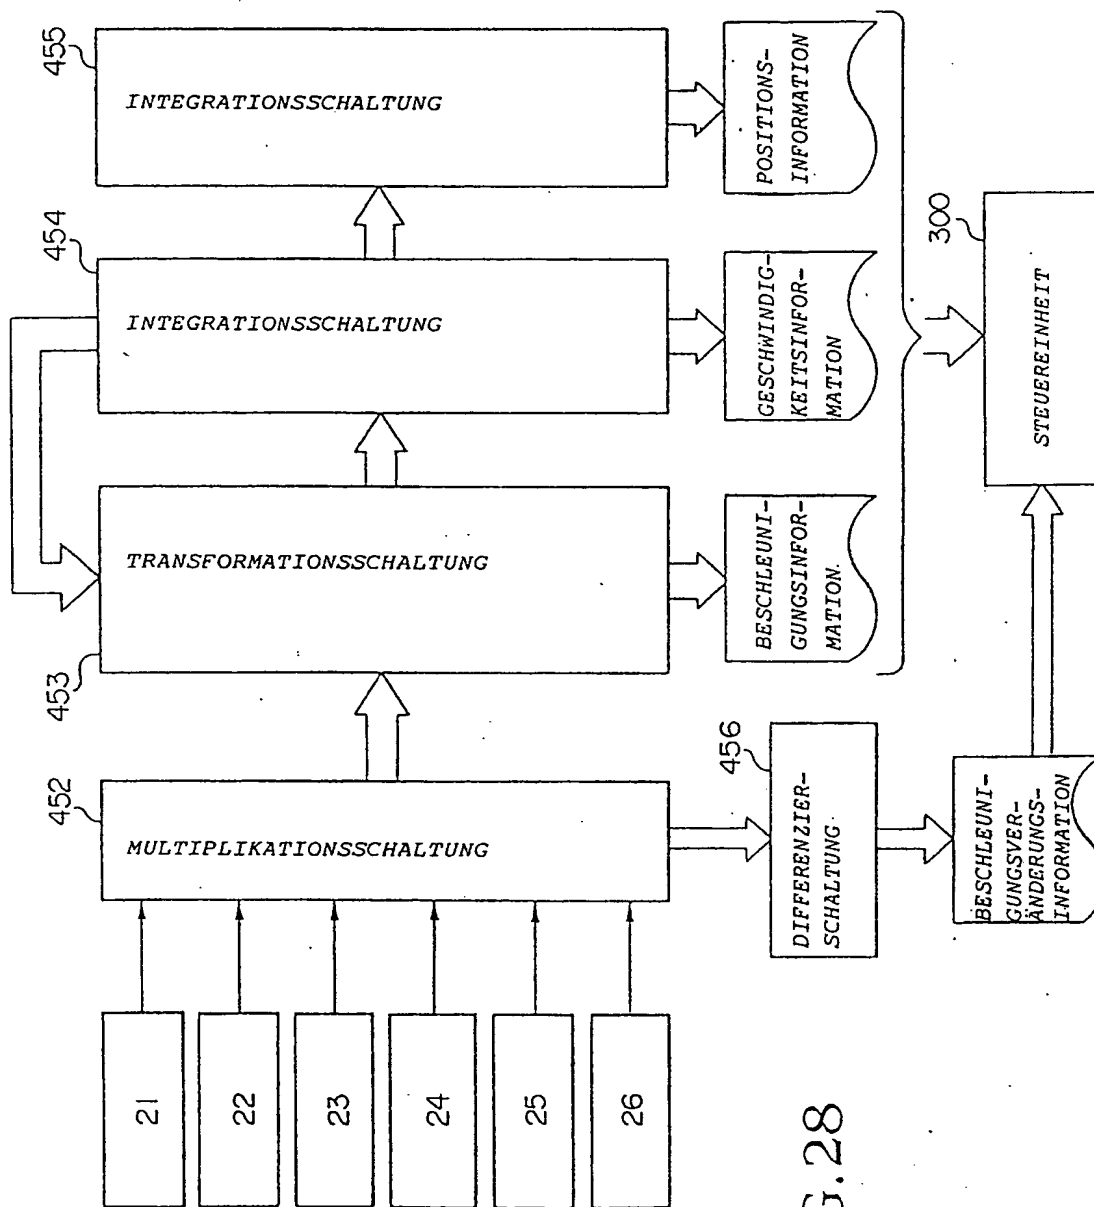 21
22
23
24
25
26
452
MULTIPLIKATIONSSCHALTUNG
453
TRANSFORMATIONSSCHALTUNG
454
INTEGRATIONSSCHALTUNG
455
INTEGRATIONSSCHALTUNG
456
DIFFERENZIER-
SCHALTUNG
BESCHLEUNI-
GUNGSINFOR-
MATION.
GESCHWINDIG-
KEITSINFOR-
MATION
POSITIONS-
INFORMATION
BESCHLEUNI-
GUNGSVER-
ÄNDERUNGS-
INFORMATION
300
STEUEREINHEIT
G.28